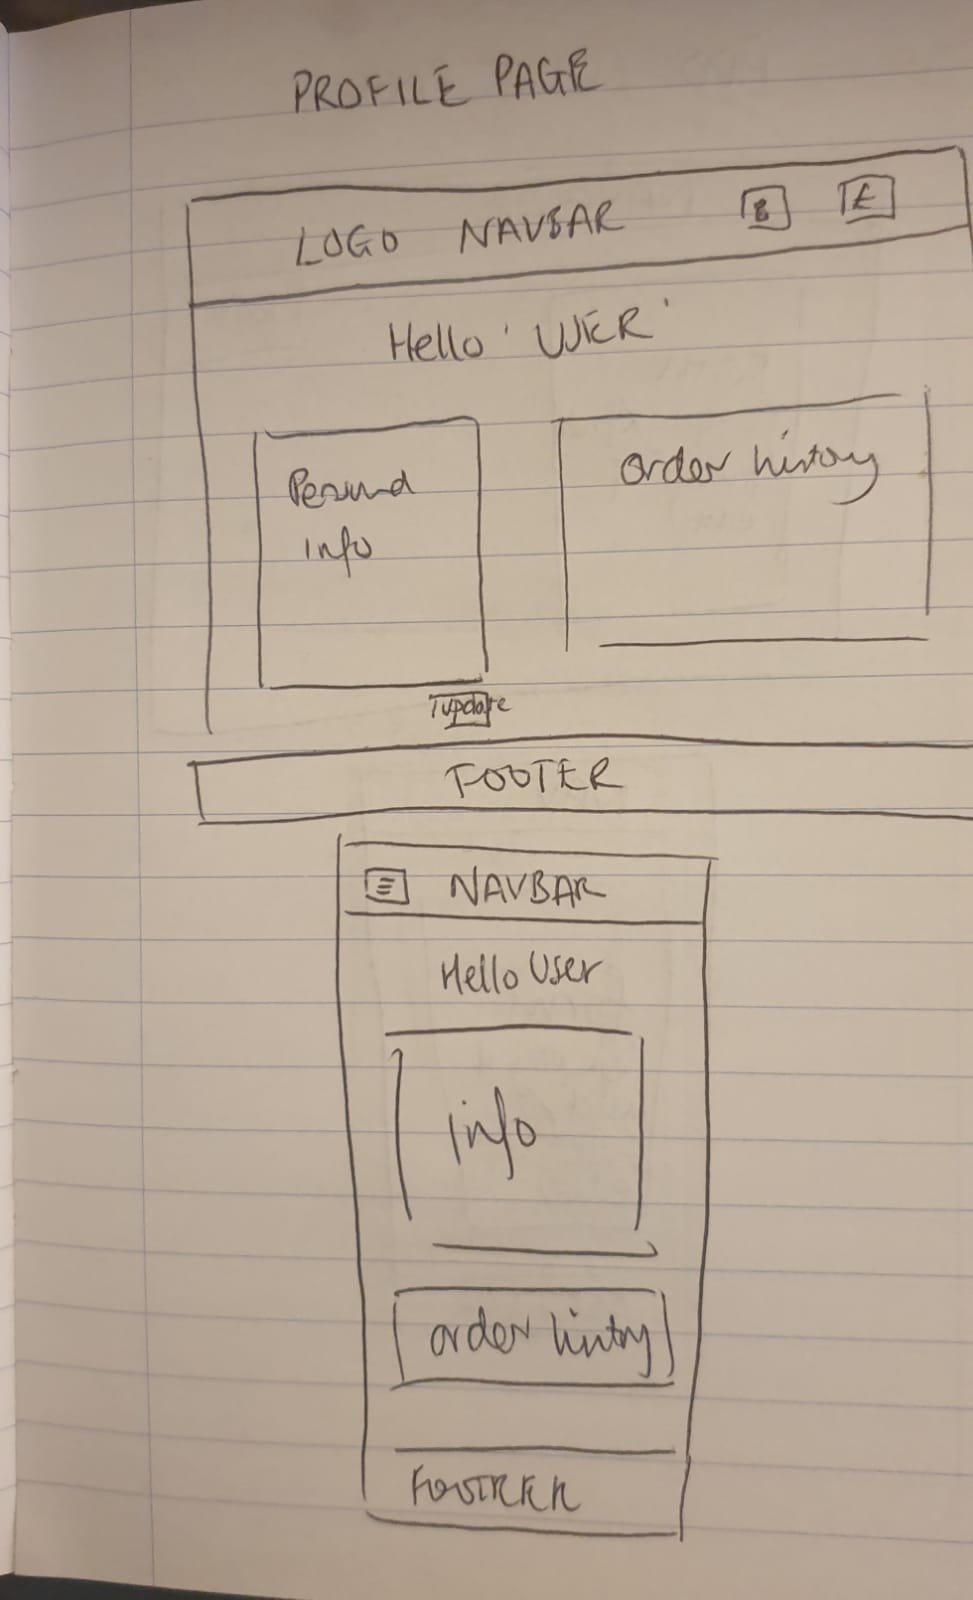 PROFILE PAGE
LOGO NAVBAR
Hello 'USER'
Personal
info
order history
update
FOOTER
NAVBAR
Hello User
info
order history
FOOTER